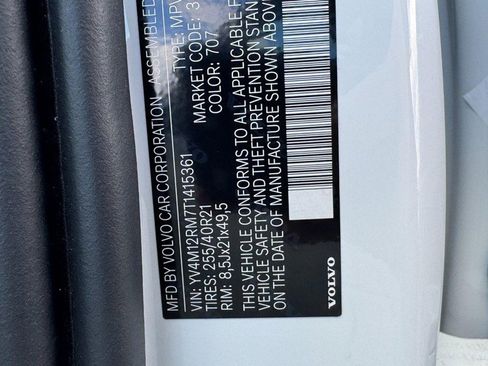 MFD BY VOLVO CAR CORPORATION ASSEMBLED
TYPE: MPV
VIN: YV4M12RM7T1415361
MARKET CODE: 3
TIRES: 255/40R21
COLOR: 707
RIM: 8,5Jx21x49,5
THIS VEHICLE CONFORMS TO ALL APPLICABLE F
VEHICLE SAFETY AND THEFT PREVENTION STAN
ON THE DATE OF MANUFACTURE SHOWN ABOVE
VOLVO